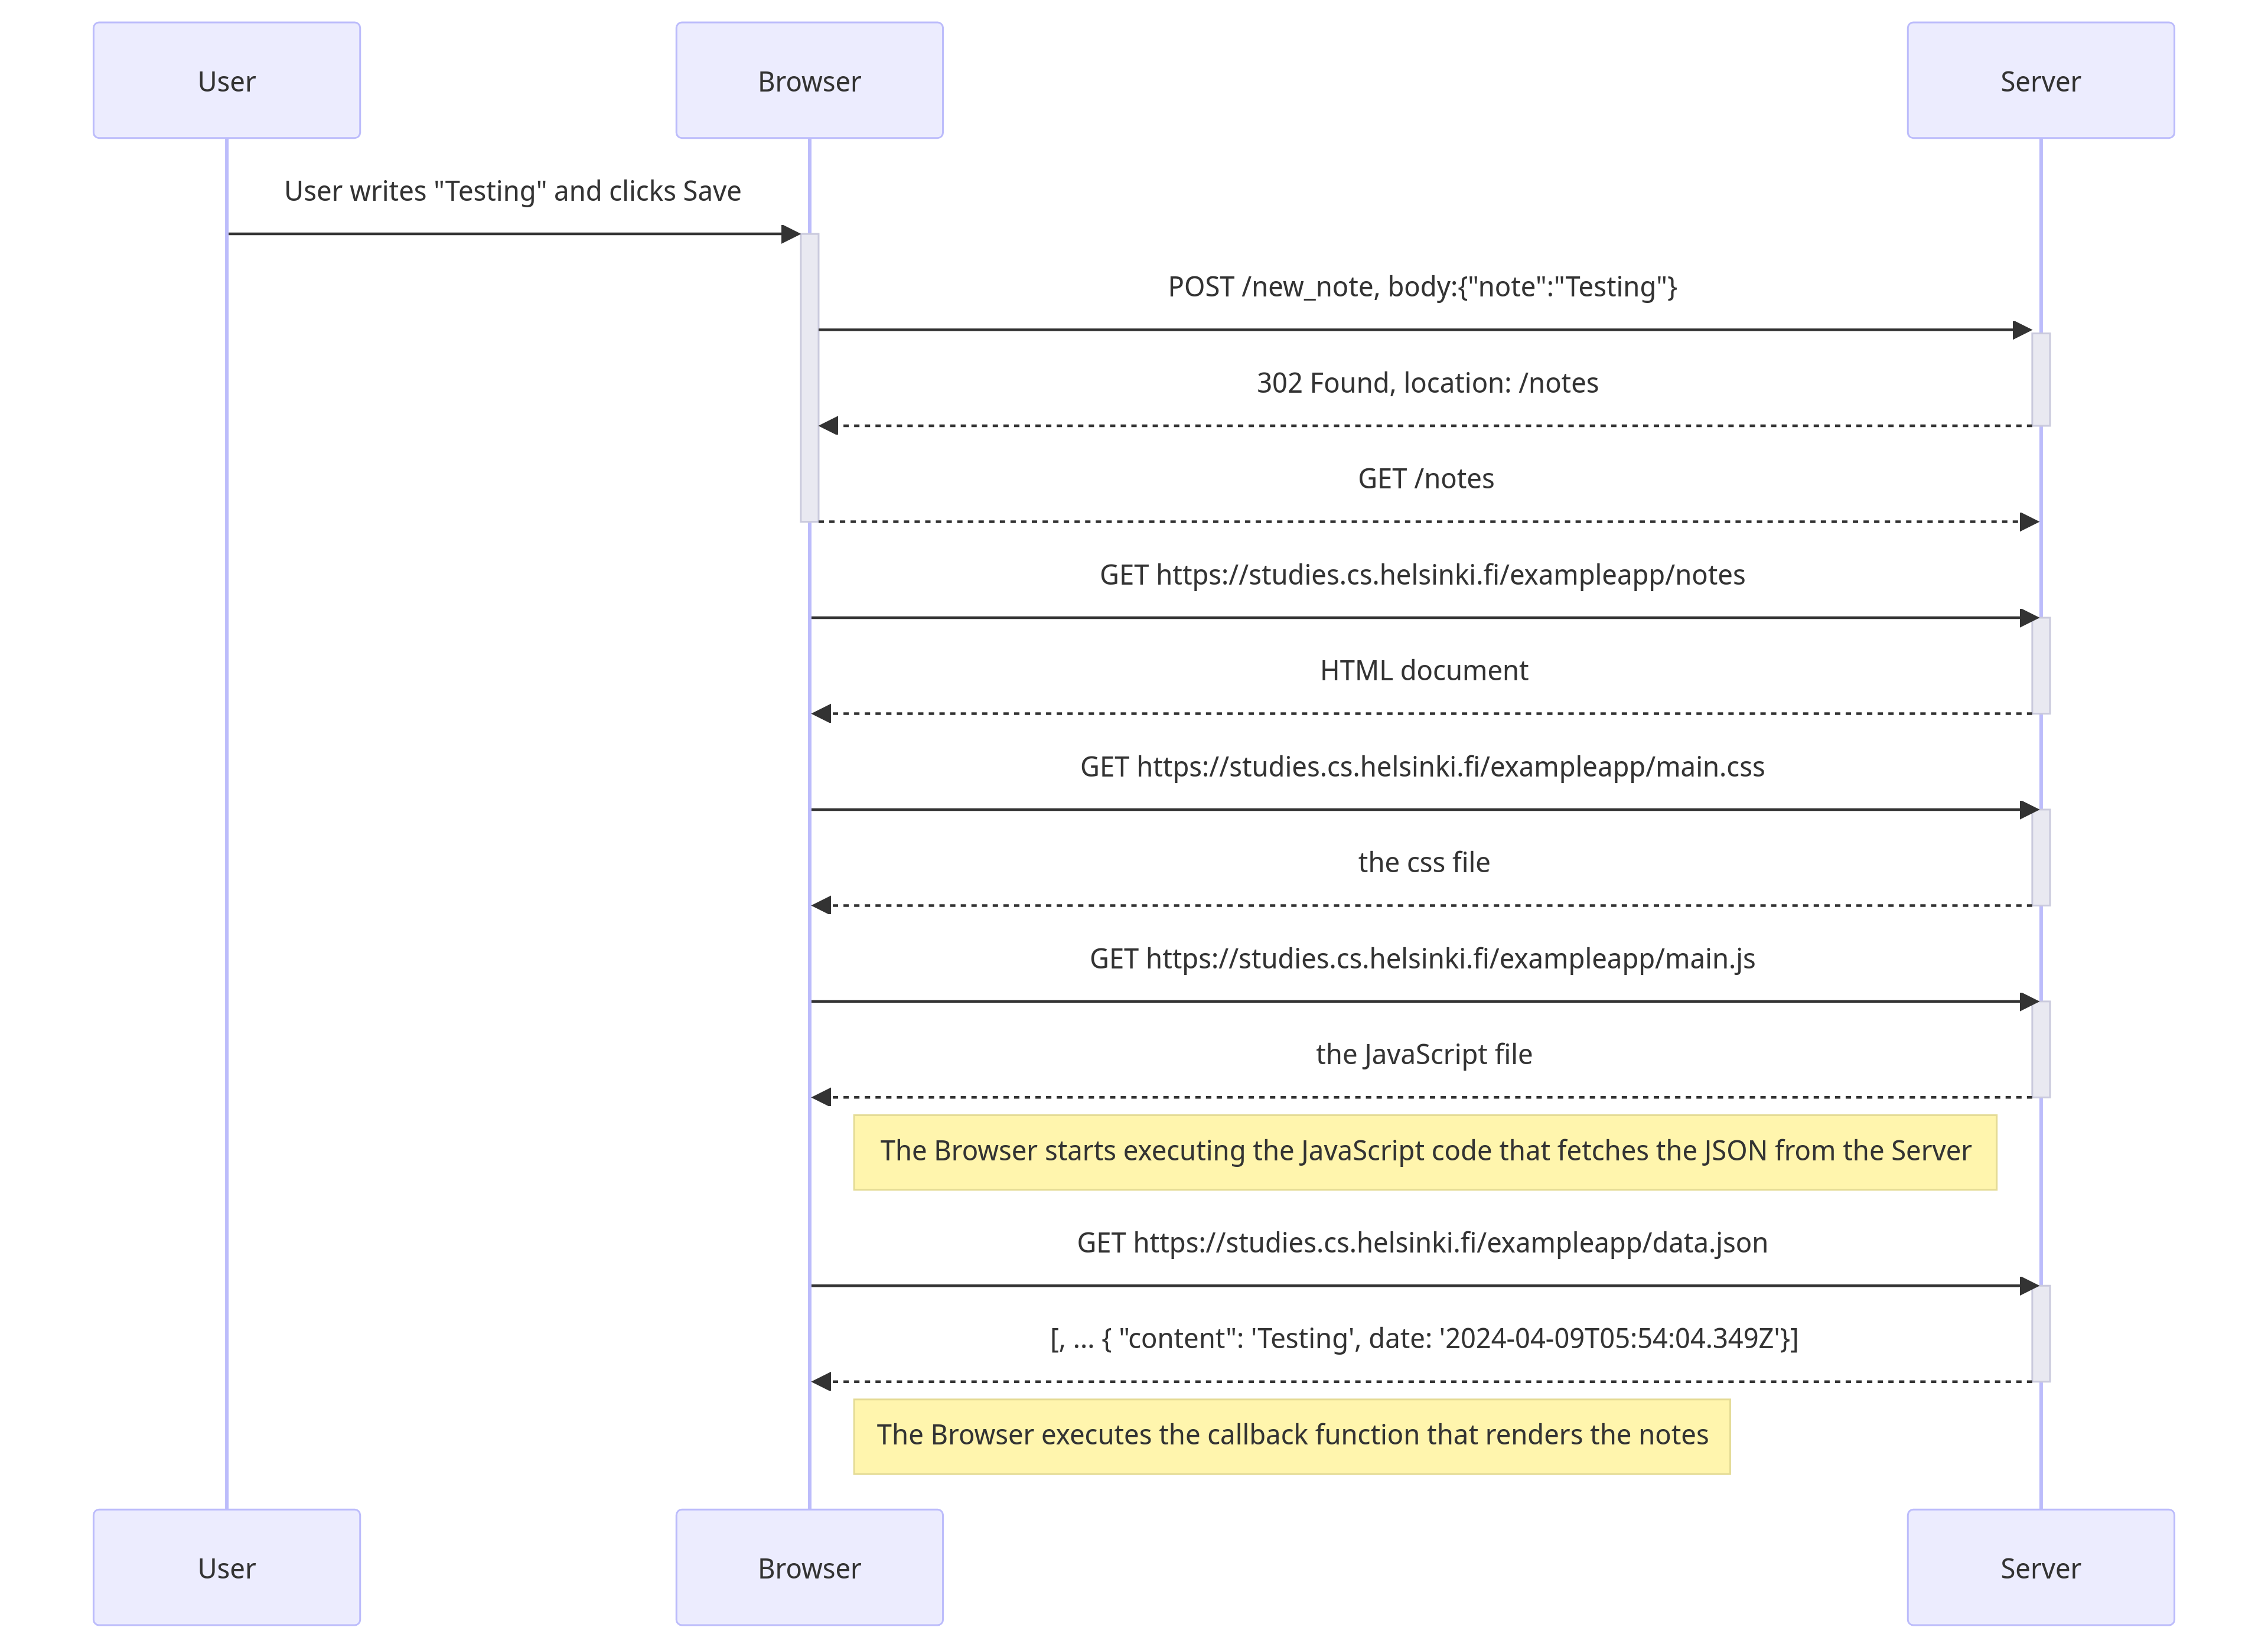 User
Browser
Server
User writes "Testing" and clicks Save
POST /new_note, body:{"note":"Testing"}
302 Found, location: /notes
GET /notes
GET https://studies.cs.helsinki.fi/exampleapp/notes
HTML document
GET https://studies.cs.helsinki.fi/exampleapp/main.css
the css file
GET https://studies.cs.helsinki.fi/exampleapp/main.js
the JavaScript file
The Browser starts executing the JavaScript code that fetches the JSON from the Server
GET https://studies.cs.helsinki.fi/exampleapp/data.json
[, ... { "content": 'Testing', date: '2024-04-09T05:54:04.349Z'}]
The Browser executes the callback function that renders the notes
User
Browser
Server